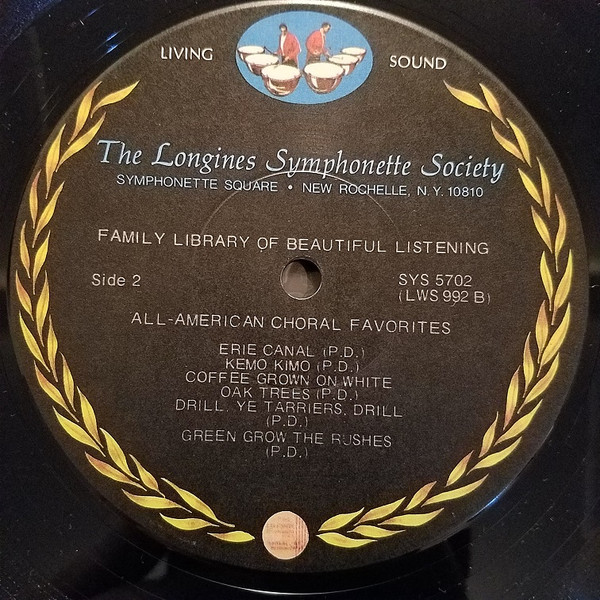 LIVING SOUND
The Longines Symphonette Society
SYMPHONETTE SQUARE • NEW ROCHELLE, N.Y. 10810
FAMILY LIBRARY OF BEAUTIFUL LISTENING
Side 2 SYS 5702
(LWS 992 B)
ALL-AMERICAN CHORAL FAVORITES
ERIE CANAL (P.D.)
KEMO KIMO (P.D.)
COFFEE GROWN ON WHITE
OAK TREES (P.D.)
DRILL, YE TARRIERS, DRILL
(P.D.)
GREEN GROW THE RUSHES
(P.D.)